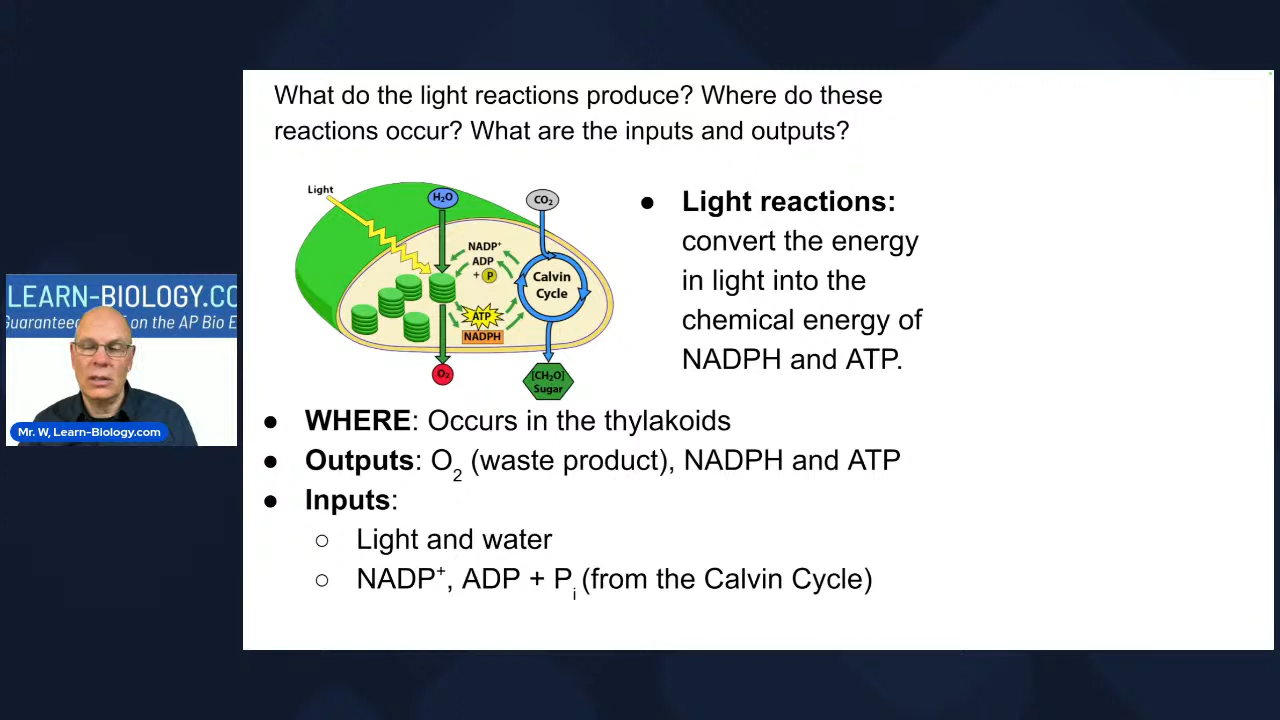 What do the light reactions produce? Where do these
reactions occur? What are the inputs and outputs?
Light
H₂O
CO₂
NADP⁺
ADP
+ P
Calvin
Cycle
ATP
NADPH
O₂
[CH₂O]
Sugar
● Light reactions:
convert the energy
in light into the
chemical energy of
NADPH and ATP.
● WHERE: Occurs in the thylakoids
● Outputs: O₂ (waste product), NADPH and ATP
● Inputs:
○ Light and water
○ NADP⁺, ADP + Pᵢ (from the Calvin Cycle)
LEARN-BIOLOGY.CO
Guaranteed on the AP Bio E
Mr. W, Learn-Biology.com